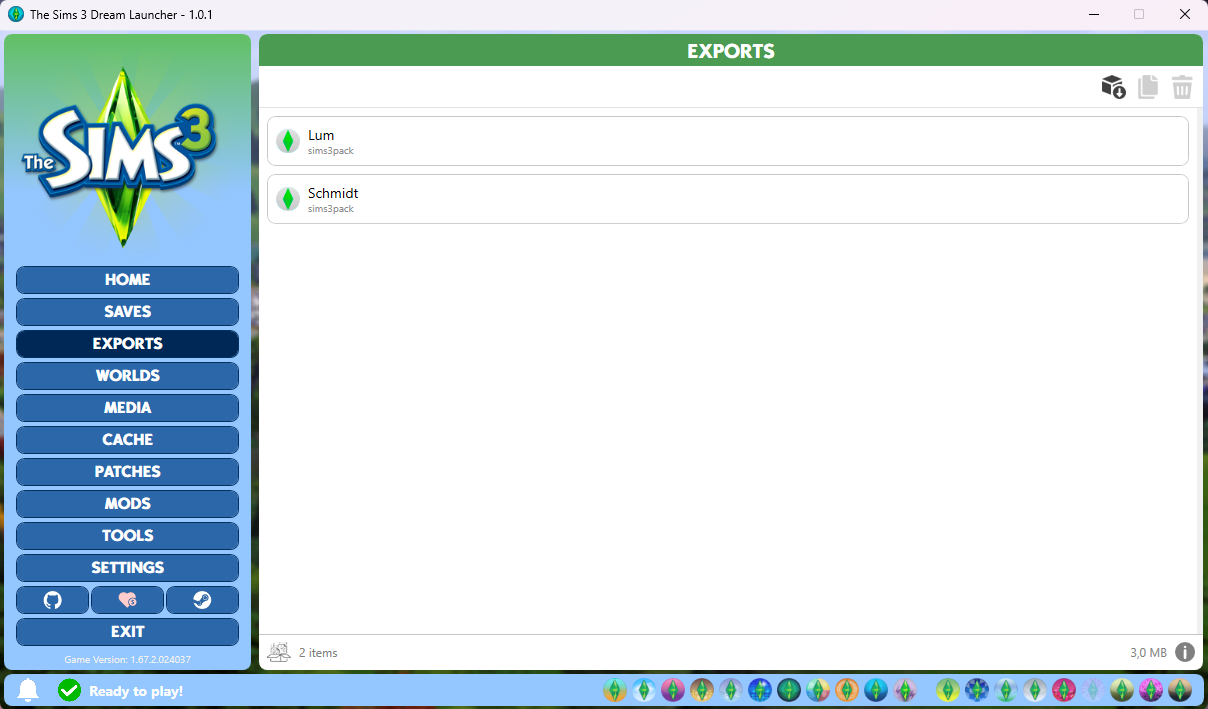 The Sims 3 Dream Launcher - 1.0.1
The SIMS 3
EXPORTS
Lum
sims3pack
Schmidt
sims3pack
HOME
SAVES
EXPORTS
WORLDS
MEDIA
CACHE
PATCHES
MODS
TOOLS
SETTINGS
EXIT
Game Version: 1.67.2.024037
2 items
3,0 MB
Ready to play!